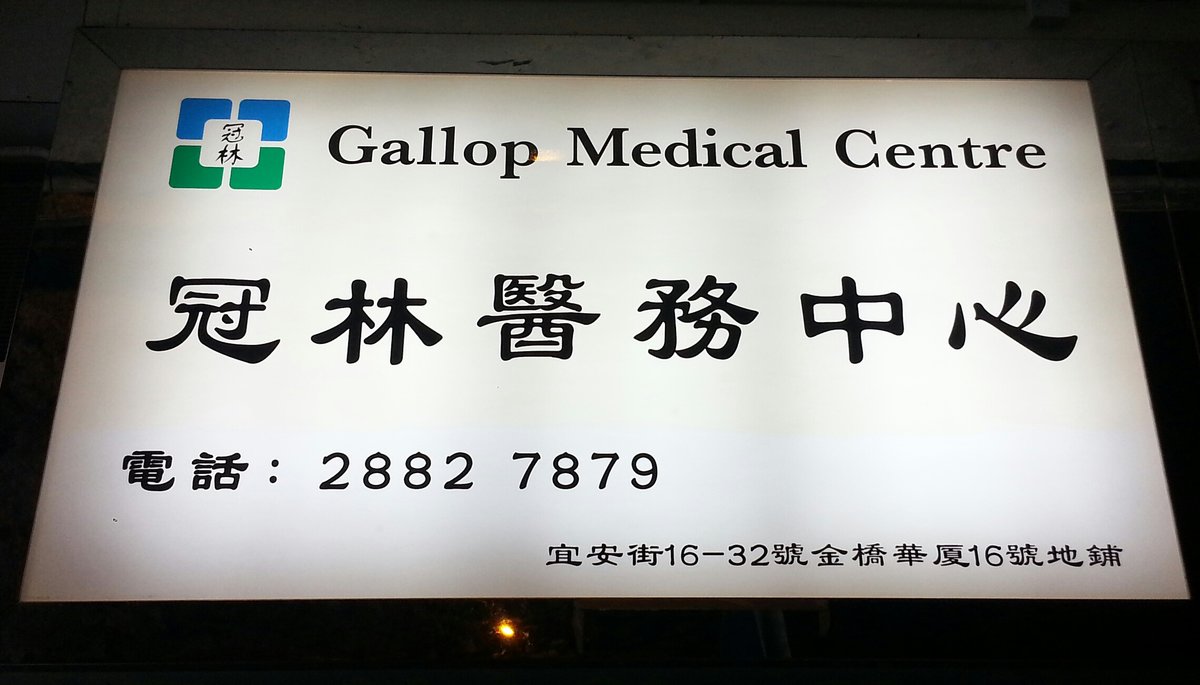 冠林
Gallop Medical Centre
冠林醫務中心
電話：2882 7879
宜安街16-32號金橋華厦16號地鋪